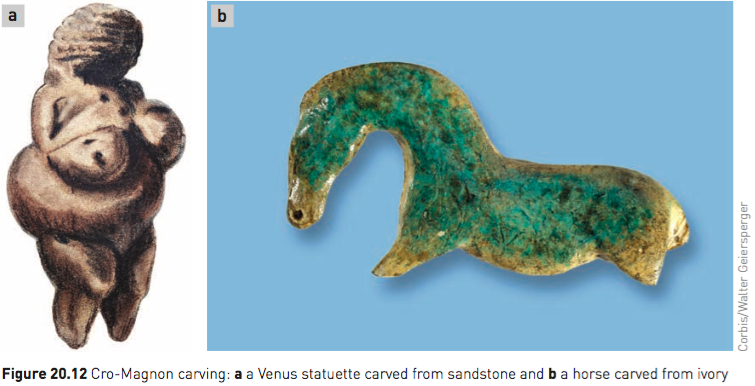 a
b
Corbis/Walter Geiersperger
Figure 20.12 Cro-Magnon carving: a a Venus statuette carved from sandstone and b a horse carved from ivory